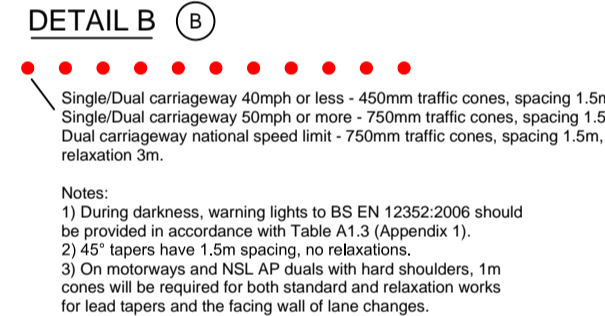 DETAIL B B
Single/Dual carriageway 40mph or less - 450mm traffic cones, spacing 1.5m
Single/Dual carriageway 50mph or more - 750mm traffic cones, spacing 1.5
Dual carriageway national speed limit - 750mm traffic cones, spacing 1.5m,
relaxation 3m.
Notes:
1) During darkness, warning lights to BS EN 12352:2006 should
be provided in accordance with Table A1.3 (Appendix 1).
2) 45° tapers have 1.5m spacing, no relaxations.
3) On motorways and NSL AP duals with hard shoulders, 1m
cones will be required for both standard and relaxation works
for lead tapers and the facing wall of lane changes.